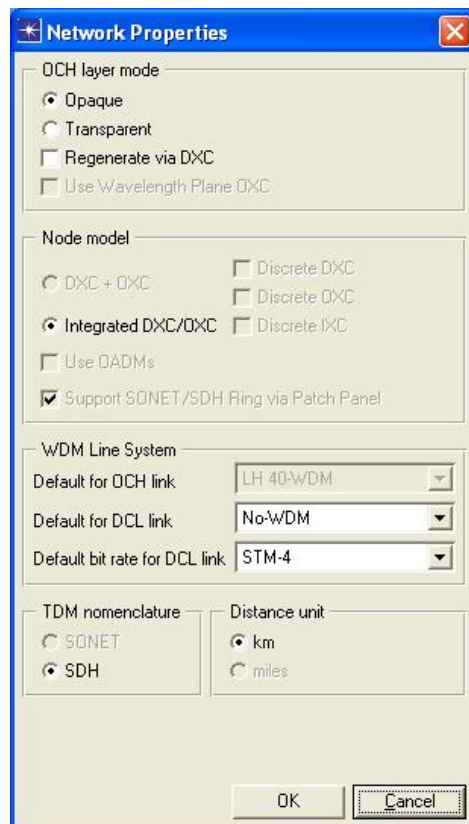 Network Properties
OCH layer mode
Opaque
Transparent
Regenerate via DXC
Use Wavelength Plane OXC
Node model
DXC + OXC
Discrete DXC
Discrete OXC
Integrated DXC/OXC
Discrete IXC
Use OADMs
Support SONET/SDH Ring via Patch Panel
WDM Line System
Default for OCH link LH 40-WDM
Default for DCL link No-WDM
Default bit rate for DCL link STM-4
TDM nomenclature
SONET
SDH
Distance unit
km
miles
OK Cancel